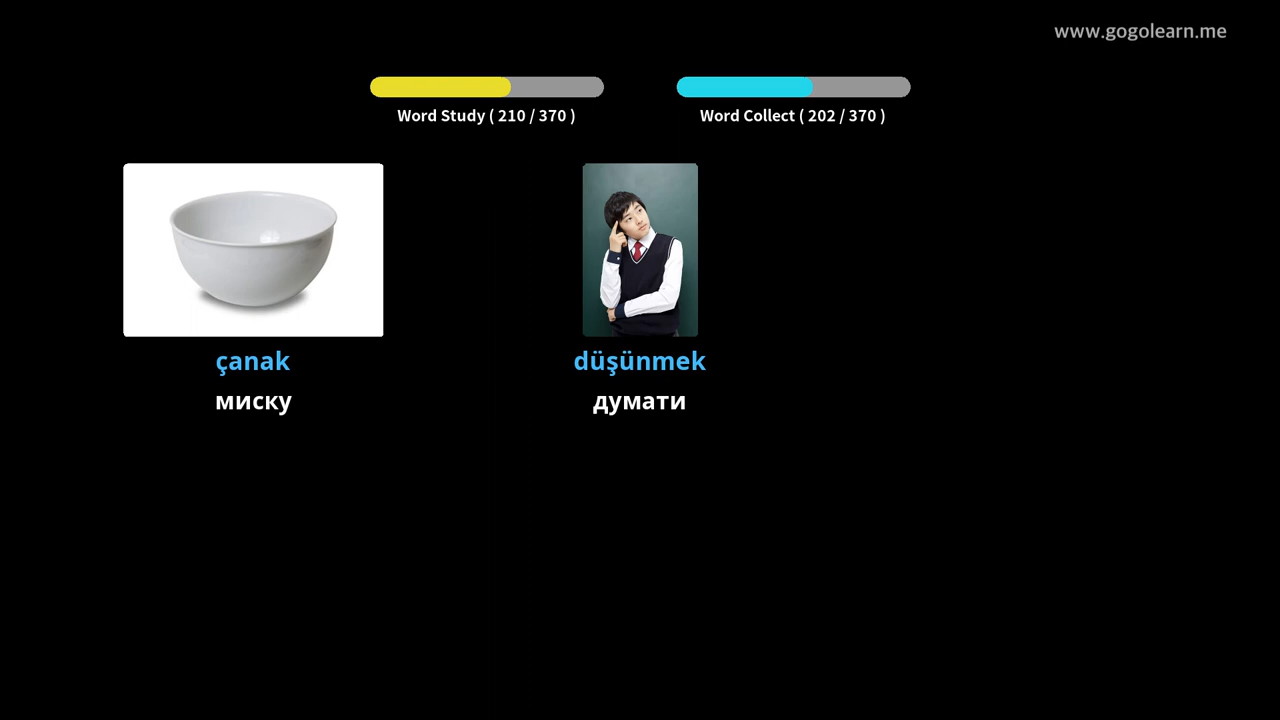 www.gogolearn.me
Word Study ( 210 / 370 )
Word Collect ( 202 / 370 )
çanak
düşünmek
миску
думати